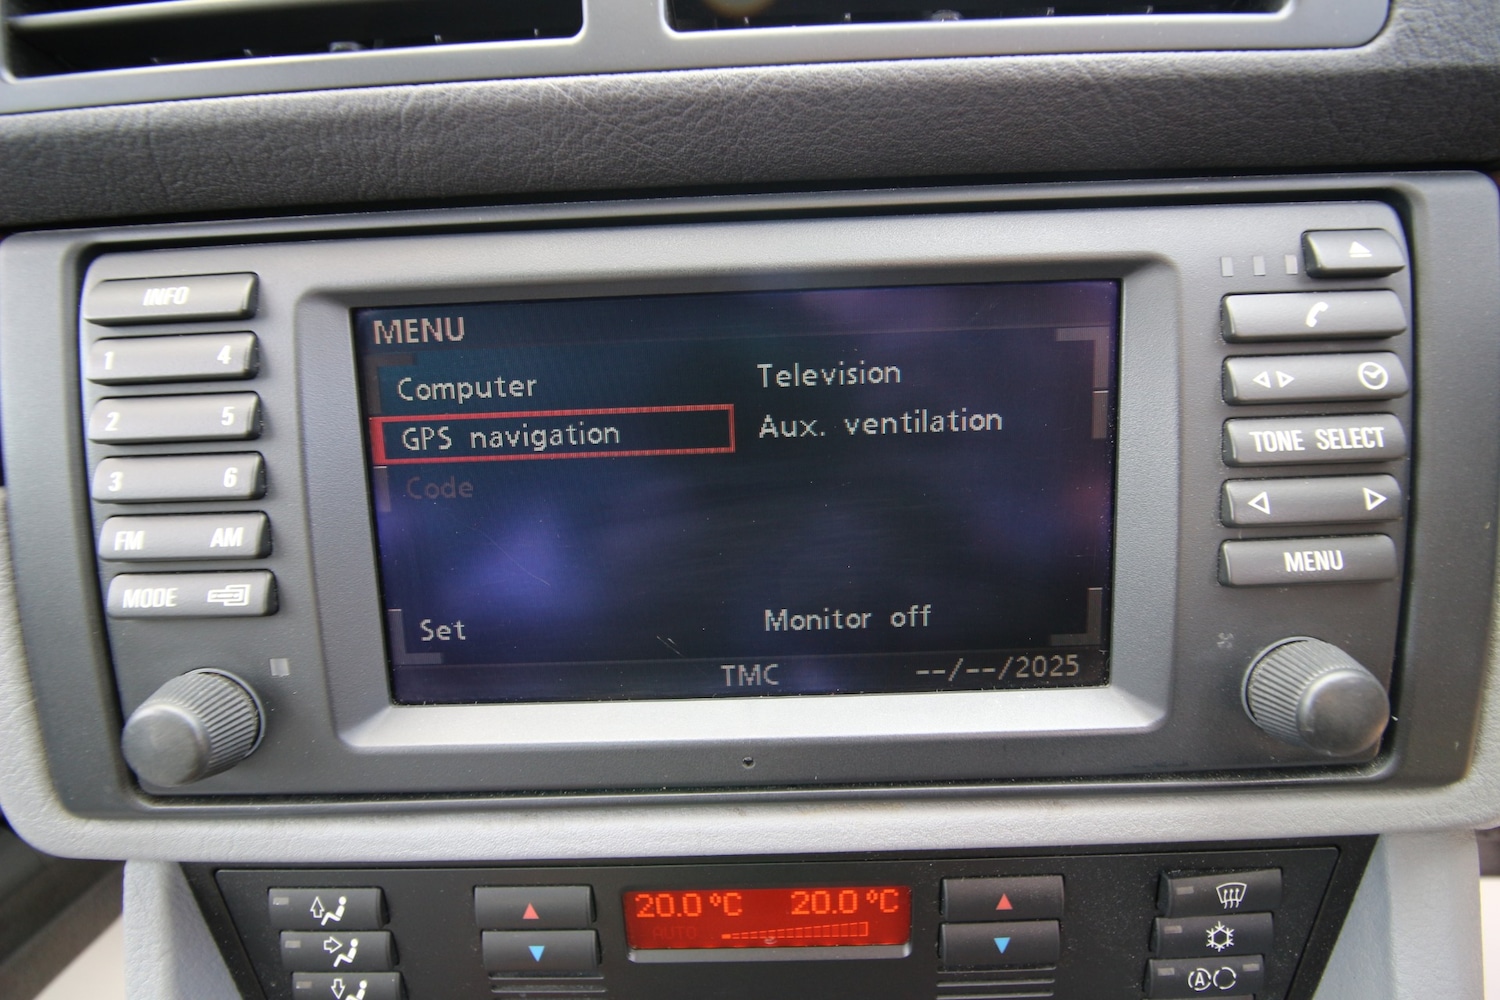 INFO
1 4
2 5
3 6
FM AM
MODE
MENU
Computer
GPS navigation
Code
Set
Television
Aux. ventilation
Monitor off
TMC --/--/2025
TONE SELECT
MENU
20.0 °C 20.0 °C
AUTO
A